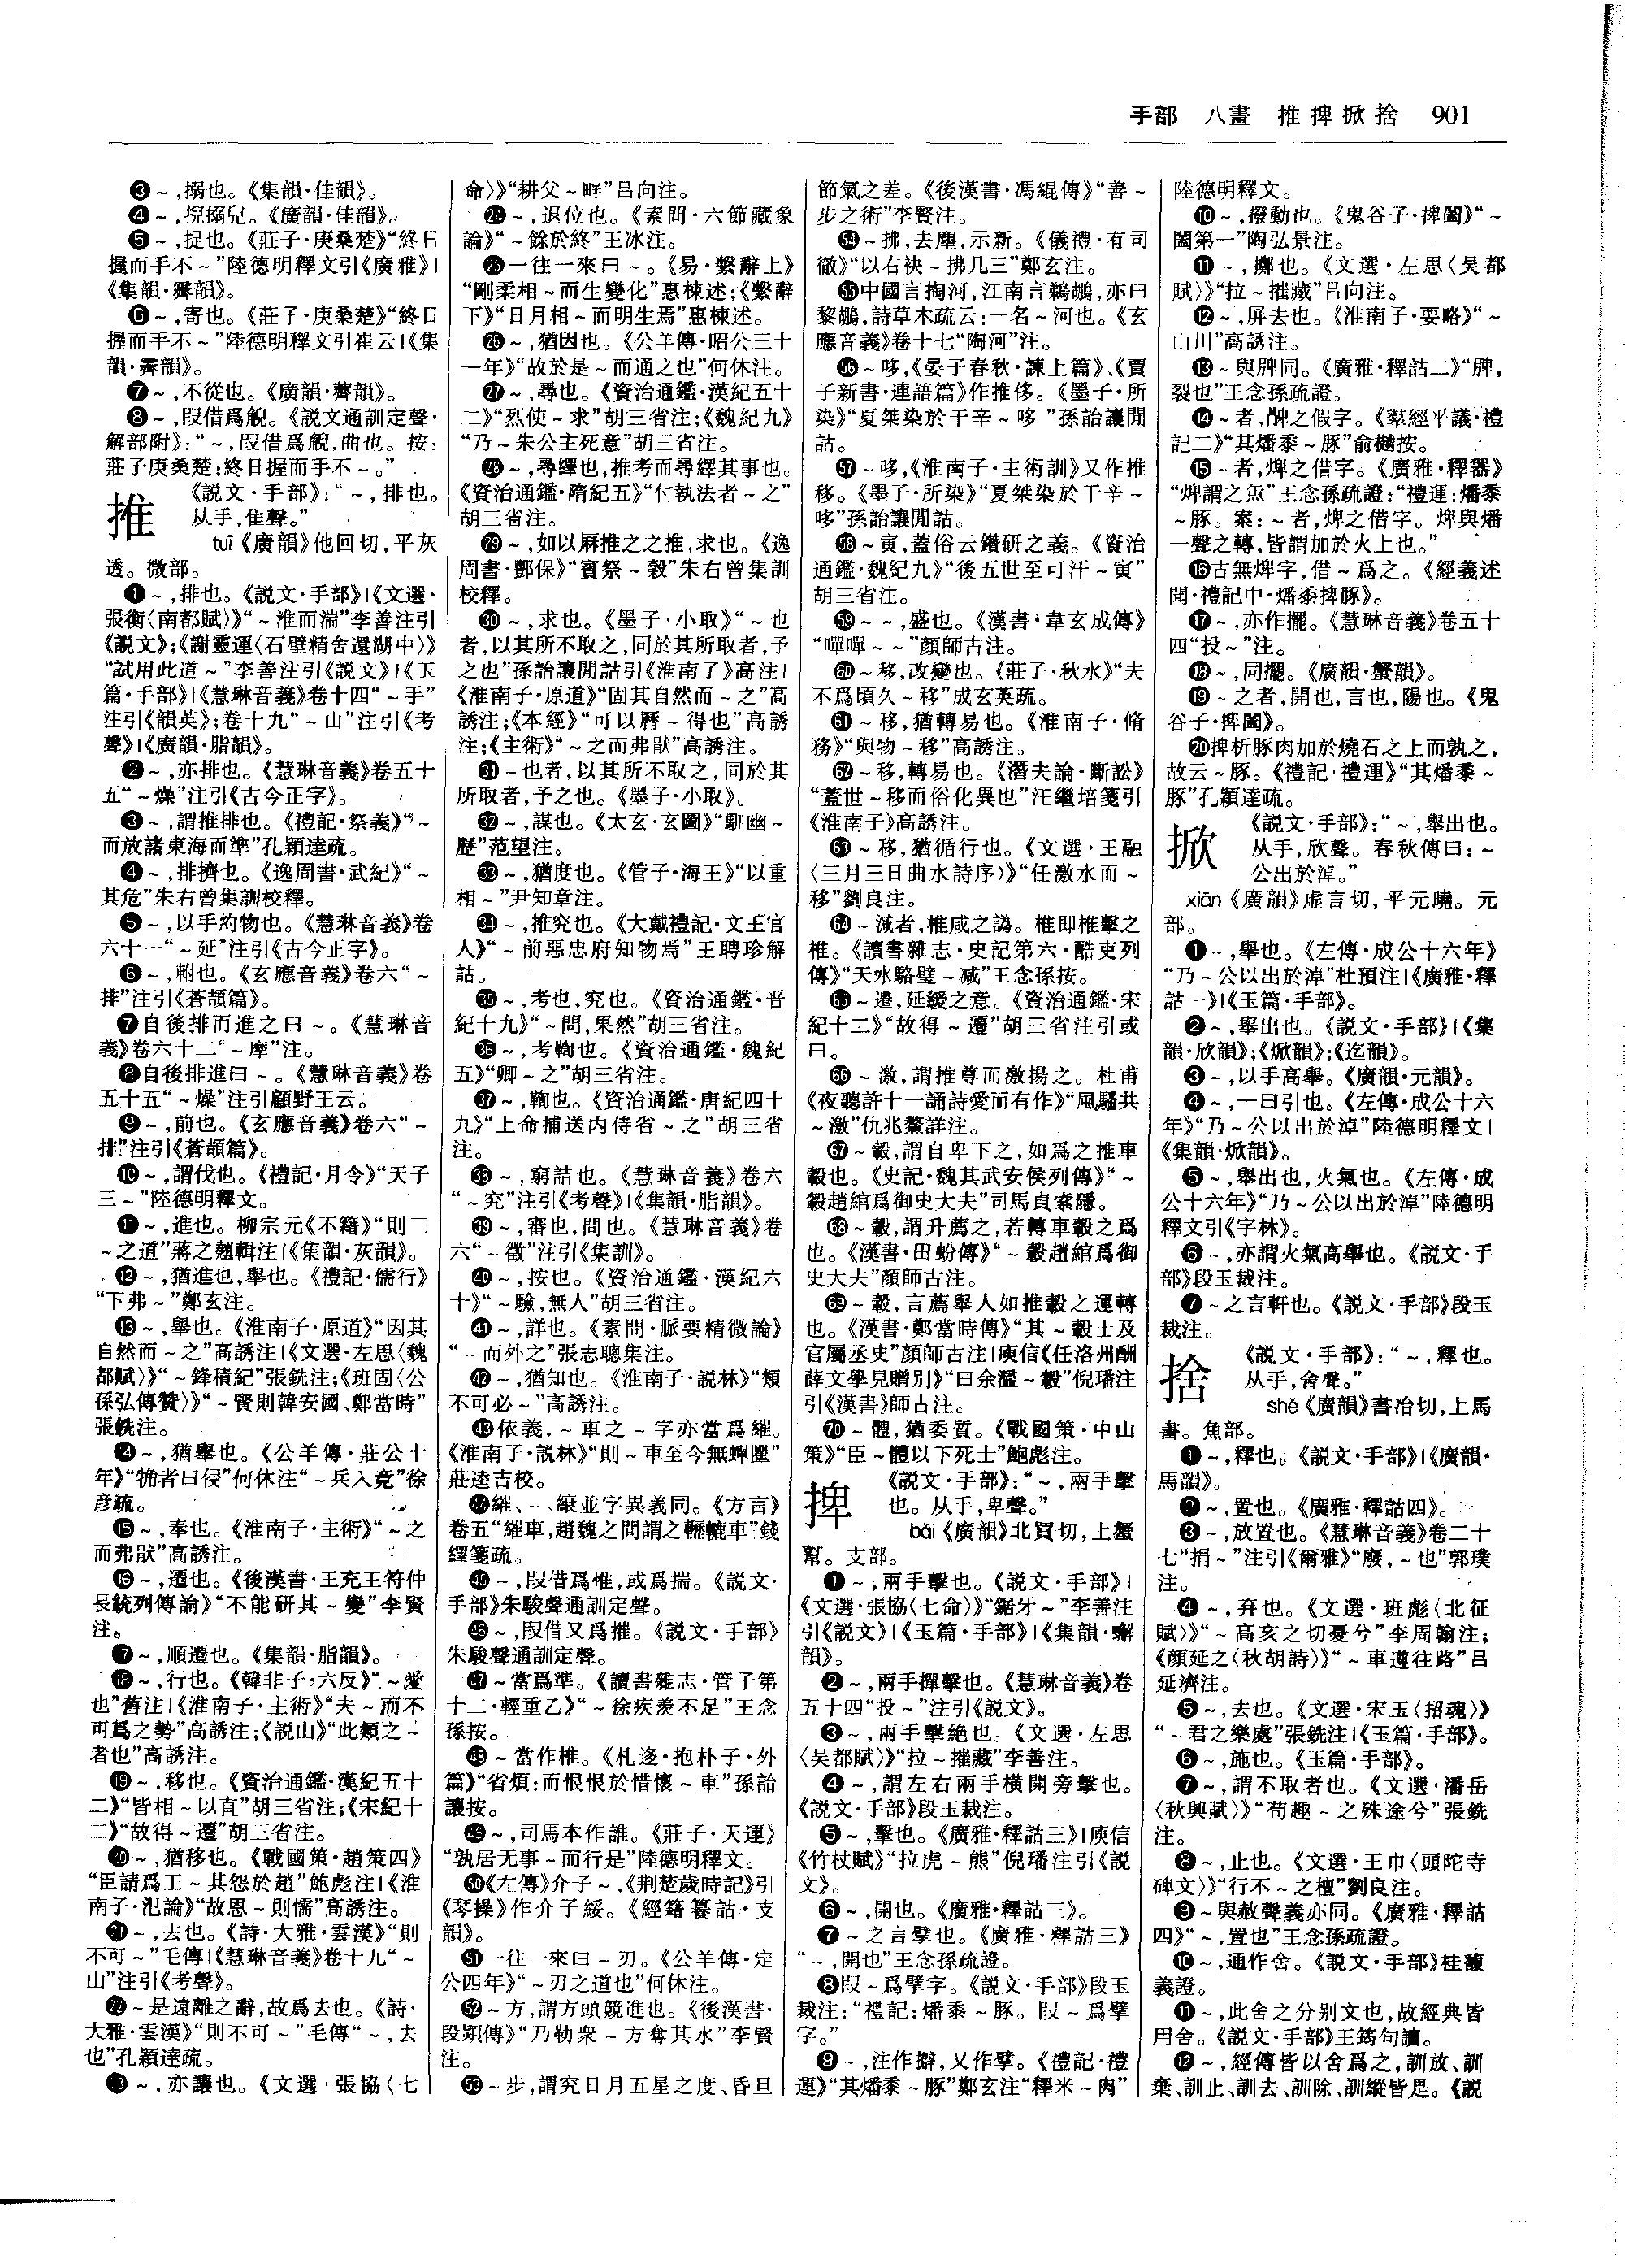 手部　八畫　推捭掀捨　901
❸～,搦也。《集韻·佳韻》。
❹～,掜搦皃。《廣韻·佳韻》。
❺～,捉也。《莊子·庚桑楚》“終日
握而手不～”陸德明釋文引《廣雅》|
《集韻·霽韻》。
❻～,寄也。《莊子·庚桑楚》“終日
握而手不～”陸德明釋文引崔云|《集
韻·霽韻》。
❼～,不從也。《廣韻·薺韻》。
❽～,叚借爲觬。《説文通訓定聲·
解部附》:“～,叚借爲觬,曲也。按:
莊子庚桑楚:終日握而手不～。”
推　《説文·手部》:“～,排也。
从手,隹聲。”
tuī《廣韻》他回切,平灰
透。微部。
❶～,排也。《説文·手部》|《文選·
張衡〈南都賦〉》“～淮而湍”李善注引
《説文》;《謝靈運〈石壁精舍還湖中〉》
“試用此道～”李善注引《説文》|《玉
篇·手部》|《慧琳音義》卷十四“～手”
注引《韻英》;卷十九“～山”注引《考
聲》|《廣韻·脂韻》。
❷～,亦排也。《慧琳音義》卷五十
五“～燥”注引《古今正字》。
❸～,謂推排也。《禮記·祭義》“～
而放諸東海而準”孔穎達疏。
❹～,排擠也。《逸周書·武紀》“～
其危”朱右曾集訓校釋。
❺～,以手約物也。《慧琳音義》卷
六十一“～延”注引《古今正字》。
❻～,軵也。《玄應音義》卷六“～
排”注引《蒼頡篇》。
❼自後排而進之曰～。《慧琳音
義》卷六十二“～摩”注。
❽自後排進曰～。《慧琳音義》卷
五十五“～燥”注引顧野王云。
❾～,前也。《玄應音義》卷六“～
排”注引《蒼頡篇》。
❿～,謂伐也。《禮記·月令》“天子
三～”陸德明釋文。
⓫～,進也。柳宗元《不籍》“則
～之道”蔣之翹輯注|《集韻·灰韻》。
⓬～,猶進也,舉也。《禮記·儒行》
“下弗～”鄭玄注。
⓭～,舉也。《淮南子·原道》“因其
自然而～之”高誘注|《文選·左思〈魏
都賦〉》“～鋒積紀”張銑注;《班固〈公
孫弘傳贊〉》“～賢則韓安國、鄭當時”
張銑注。
⓮～,猶舉也。《公羊傳·莊公十
年》“觕者曰侵”何休注“～兵入竟”徐
彥疏。
⓯～,奉也。《淮南子·主術》“～之
而弗猒”高誘注。
⓰～,遷也。《後漢書·王充王符仲
長統列傳論》“不能研其～變”李賢
注。
⓱～,順遷也。《集韻·脂韻》。
⓲～,行也。《韓非子·六反》“～愛
也”舊注|《淮南子·主術》“夫～而不
可爲之勢”高誘注;《説山》“此類之～
者也”高誘注。
⓳～,移也。《資治通鑑·漢紀五十
二》“皆相～以直”胡三省注;《宋紀十
二》“故得～遷”胡三省注。
⓴～,猶移也。《戰國策·趙策四》
“臣請爲王～其怨於趙”鮑彪注|《淮
南子·氾論》“故恩～則懦”高誘注。
㉑～,去也。《詩·大雅·雲漢》“則
不可～”毛傳|《慧琳音義》卷十九“～
山”注引《考聲》。
㉒～是遠離之辭,故爲去也。《詩·
大雅·雲漢》“則不可～”毛傳“～,去
也”孔穎達疏。
㉓～,亦讓也。《文選·張協〈七
命〉》“耕父～畔”呂向注。
㉔～,退位也。《素問·六節藏象
論》“～餘於終”王冰注。
㉕一往一來曰～。《易·繫辭上》
“剛柔相～而生變化”惠棟述;《繫辭
下》“日月相～而明生焉”惠棟述。
㉖～,猶因也。《公羊傳·昭公三十
一年》“故於是～而通之也”何休注。
㉗～,尋也。《資治通鑑·漢紀五十
二》“烈使～求”胡三省注;《魏紀九》
“乃～朱公主死意”胡三省注。
㉘～,尋繹也,推考而尋繹其事也。
《資治通鑑·隋紀五》“付執法者～之”
胡三省注。
㉙～,如以厤推之之推,求也。《逸
周書·酆保》“賓祭～穀”朱右曾集訓
校釋。
㉚～,求也。《墨子·小取》“～也
者,以其所不取之,同於其所取者,予
之也”孫詒讓閒詁引《淮南子》高注|
《淮南子·原道》“固其自然而～之”高
誘注;《本經》“可以厤～得也”高誘
注;《主術》“～之而弗猒”高誘注。
㉛～也者,以其所不取之,同於其
所取者,予之也。《墨子·小取》。
㉜～,謀也。《太玄·玄圖》“馴幽～
歷”范望注。
㉝～,猶度也。《管子·海王》“以重
相～”尹知章注。
㉞～,推究也。《大戴禮記·文王官
人》“～前惡忠府知物焉”王聘珍解
詁。
㉟～,考也,究也。《資治通鑑·晉
紀十九》“～問,果然”胡三省注。
㊱～,考鞫也。《資治通鑑·魏紀
五》“卿～之”胡三省注。
㊲～,鞫也。《資治通鑑·唐紀四十
九》“上命捕送内侍省～之”胡三省
注。
㊳～,窮詰也。《慧琳音義》卷六
“～究”注引《考聲》|《集韻·脂韻》。
㊴～,審也,問也。《慧琳音義》卷
六“～徵”注引《集訓》。
㊵～,按也。《資治通鑑·漢紀六
十》“～驗,無人”胡三省注。
㊶～,詳也。《素問·脈要精微論》
“～而外之”張志聰集注。
㊷～,猶知也。《淮南子·説林》“類
不可必～”高誘注。
㊸依義,～車之～字亦當爲維。
《淮南子·説林》“則～車至今無蟬匷”
莊逵吉校。
㊹維、～、㩓並字異義同。《方言》
卷五“維車,趙魏之間謂之轣轆車”錢
繹箋疏。
㊺～,叚借爲惟,或爲揣。《説文·
手部》朱駿聲通訓定聲。
㊻～,叚借又爲摧。《説文·手部》
朱駿聲通訓定聲。
㊼～當爲準。《讀書雜志·管子第
十二·輕重乙》“～徐疾羨不足”王念
孫按。
㊽～當作椎。《札迻·抱朴子·外
篇》“省煩:而恨恨於惜懷～車”孫詒
讓按。
㊾～,司馬本作誰。《莊子·天運》
“孰居无事～而行是”陸德明釋文。
㊿《左傳》介子～,《荆楚歲時記》引
《琴操》作介子綏。《經籍籑詁·支
韻》。
51一往一來曰～刃。《公羊傳·定
公四年》“～刃之道也”何休注。
52～方,謂方頭競進也。《後漢書·
段熲傳》“乃勒衆～方奪其水”李賢
注。
53～步,謂究日月五星之度、昏旦
節氣之差。《後漢書·馮緄傳》“善～
步之術”李賢注。
54～拂,去塵,示新。《儀禮·有司
徹》“以右袂～拂几三”鄭玄注。
55中國言掏河,江南言鵜鶘,亦曰
黎鶘,詩草木疏云:一名～河也。《玄
應音義》卷十七“陶河”注。
56～哆,《晏子春秋·諫上篇》、《賈
子新書·連語篇》作推侈。《墨子·所
染》“夏桀染於干辛～哆”孫詒讓閒
詁。
57～哆,《淮南子·主術訓》又作推
移。《墨子·所染》“夏桀染於干辛～
哆”孫詒讓閒詁。
58～寅,蓋俗云鑽研之義。《資治
通鑑·魏紀九》“後五世至可汗～寅”
胡三省注。
59～～,盛也。《漢書·韋玄成傳》
“嘽嘽～～”顏師古注。
60～移,改變也。《莊子·秋水》“夫
不爲頃久～移”成玄英疏。
61～移,猶轉易也。《淮南子·脩
務》“與物～移”高誘注。
62～移,轉易也。《潛夫論·斷訟》
“蓋世～移而俗化異也”汪繼培箋引
《淮南子》高誘注。
63～移,猶循行也。《文選·王融
〈三月三日曲水詩序〉》“任激水而～
移”劉良注。
64～減者,椎咸之譌。椎即椎擊之
椎。《讀書雜志·史記第六·酷吏列
傳》“天水駱璧～减”王念孫按。
65～遷,延緩之意。《資治通鑑·宋
紀十二》“故得～遷”胡三省注引或
曰。
66～激,謂推尊而激揚之。杜甫
《夜聽許十一誦詩愛而有作》“風騷共
～激”仇兆鰲詳注。
67～轂,謂自卑下之,如爲之推車
轂也。《史記·魏其武安侯列傳》“～
轂趙綰爲御史大夫”司馬貞索隱。
68～轂,謂升薦之,若轉車轂之爲
也。《漢書·田蚡傳》“～轂趙綰爲御
史大夫”顏師古注。
69～轂,言薦舉人如推轂之運轉
也。《漢書·鄭當時傳》“其～轂士及
官屬丞史”顏師古注|庾信《任洛州酬
薛文學見贈別》“曰余濫～轂”倪璠注
引《漢書》師古注。
70～體,猶委質。《戰國策·中山
策》“臣～體以下死士”鮑彪注。
捭　《説文·手部》:“～,兩手擊
也。从手,卑聲。”
bǎi《廣韻》北買切,上蟹
幫。支部。
❶～,兩手擊也。《説文·手部》|
《文選·張協〈七命〉》“鋸牙～”李善注
引《説文》|《玉篇·手部》|《集韻·蠏
韻》。
❷～,兩手揮擊也。《慧琳音義》卷
五十四“投～”注引《説文》。
❸～,兩手擊絶也。《文選·左思
〈吴都賦〉》“拉～摧藏”李善注。
❹～,謂左右兩手横開旁擊也。
《説文·手部》段玉裁注。
❺～,擊也。《廣雅·釋詁三》|庾信
《竹杖賦》“拉虎～熊”倪璠注引《説
文》。
❻～,開也。《廣雅·釋詁三》。
❼～之言擘也。《廣雅·釋詁三》
“～,開也”王念孫疏證。
❽叚～爲擘字。《説文·手部》段玉
裁注:“禮記:燔黍～豚。叚～爲擘
字。”
❾～,注作擗,又作擘。《禮記·禮
運》“其燔黍～豚”鄭玄注“釋米～肉”
陸德明釋文。
❿～,撥動也。《鬼谷子·捭闔》“～
闔第一”陶弘景注。
⓫～,擲也。《文選·左思〈吴都
賦〉》“拉～摧藏”呂向注。
⓬～,屏去也。《淮南子·要略》“～
山川”高誘注。
⓭～與牌同。《廣雅·釋詁二》“牌,
裂也”王念孫疏證。
⓮～者,䏶之假字。《羣經平議·禮
記二》“其燔黍～豚”俞樾按。
⓯～者,焷之借字。《廣雅·釋器》
“焷謂之炰”王念孫疏證:“禮運:燔黍
～豚。案:～者,焷之借字。焷與燔
一聲之轉,皆謂加於火上也。”
⓰古無焷字,借～爲之。《經義述
聞·禮記中·燔黍捭豚》。
⓱～,亦作擺。《慧琳音義》卷五十
四“投～”注。
⓲～,同擺。《廣韻·蟹韻》。
⓳～之者,開也,言也,陽也。《鬼
谷子·捭闔》。
⓴捭析豚肉加於燒石之上而孰之,
故云～豚。《禮記·禮運》“其燔黍～
豚”孔穎達疏。
掀　《説文·手部》:“～,舉出也。
从手,欣聲。春秋傳曰:～
公出於淖。”
xiān《廣韻》虚言切,平元曉。元
部。
❶～,舉也。《左傳·成公十六年》
“乃～公以出於淖”杜預注|《廣雅·釋
詁一》|《玉篇·手部》。
❷～,舉出也。《説文·手部》|《集
韻·欣韻》;《焮韻》;《迄韻》。
❸～,以手高舉。《廣韻·元韻》。
❹～,一曰引也。《左傳·成公十六
年》“乃～公以出於淖”陸德明釋文|
《集韻·焮韻》。
❺～,舉出也,火氣也。《左傳·成
公十六年》“乃～公以出於淖”陸德明
釋文引《字林》。
❻～,亦謂火氣高舉也。《説文·手
部》段玉裁注。
❼～之言軒也。《説文·手部》段玉
裁注。
捨　《説文·手部》:“～,釋也。
从手,舍聲。”
shě《廣韻》書冶切,上馬
書。魚部。
❶～,釋也。《説文·手部》|《廣韻·
馬韻》。
❷～,置也。《廣雅·釋詁四》。
❸～,放置也。《慧琳音義》卷二十
七“捐～”注引《爾雅》“廢,～也”郭璞
注。
❹～,弃也。《文選·班彪〈北征
賦〉》“～高亥之切憂兮”李周翰注;
《顏延之〈秋胡詩〉》“～車遵往路”呂
延濟注。
❺～,去也。《文選·宋玉〈招魂〉》
“～君之樂處”張銑注|《玉篇·手部》。
❻～,施也。《玉篇·手部》。
❼～,謂不取者也。《文選·潘岳
〈秋興賦〉》“苟趣～之殊途兮”張銑
注。
❽～,止也。《文選·王巾〈頭陀寺
碑文〉》“行不～之檀”劉良注。
❾～與赦聲義亦同。《廣雅·釋詁
四》“～,置也”王念孫疏證。
❿～,通作舍。《説文·手部》桂馥
義證。
⓫～,此舍之分别文也,故經典皆
用舍。《説文·手部》王筠句讀。
⓬～,經傳皆以舍爲之,訓放、訓
棄、訓止、訓去、訓除、訓縱皆是。《説